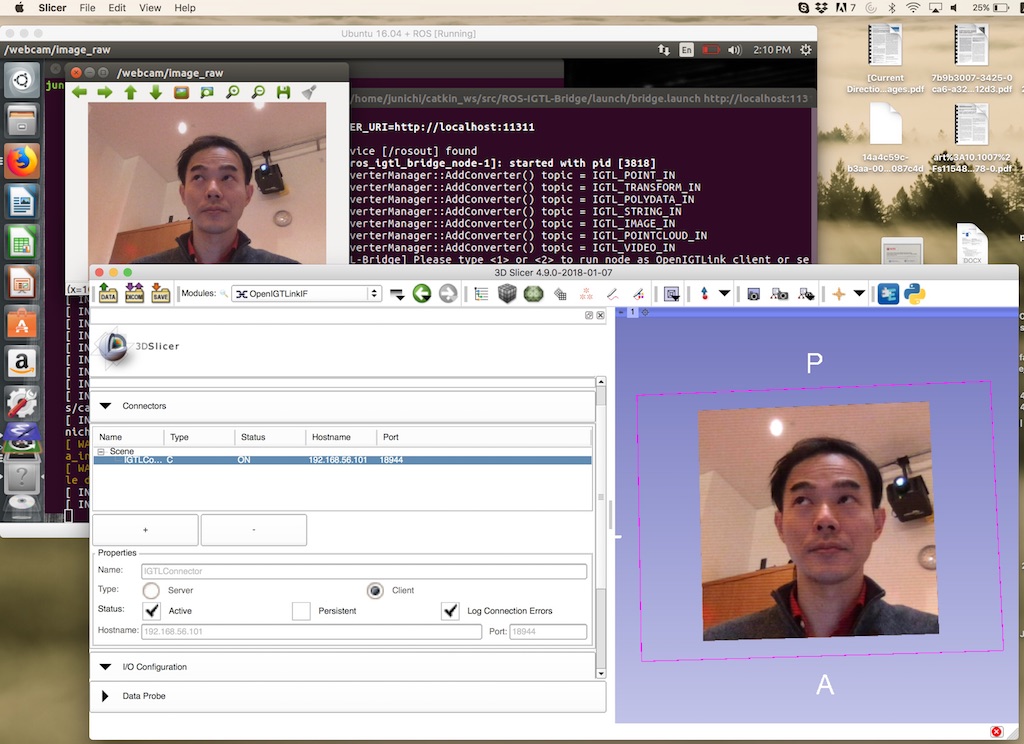 Slicer File Edit View Help
7
25%
Ubuntu 16.04 + ROS [Running]
/webcam/image_raw
En
2:10 PM
/webcam/image_raw
/home/junichi/catkin_ws/src/ROS-IGTL-Bridge/launch/bridge.launch http://localhost:113
ER_URI=http://localhost:11311
vice [/rosout] found
ros_igtl_bridge_node-1]: started with pid [3818]
verterManager::AddConverter() topic = IGTL_POINT_IN
verterManager::AddConverter() topic = IGTL_TRANSFORM_IN
verterManager::AddConverter() topic = IGTL_POLYDATA_IN
verterManager::AddConverter() topic = IGTL_STRING_IN
verterManager::AddConverter() topic = IGTL_IMAGE_IN
verterManager::AddConverter() topic = IGTL_POINTCLOUD_IN
verterManager::AddConverter() topic = IGTL_VIDEO_IN
L-Bridge] Please type <1> or <2> to run node as OpenIGTLink client or se
[Current
Directio...ages.pdf
7b9b3007-3425-0
ca6-a32...12d3.pdf
14a4c59c-
b3aa-00...087c4d
art%3A10.1007%2
Fs11548...78-0.pdf
DOCX
3D Slicer 4.9.0-2018-01-07
DATA
DICOM
SAVE
Modules:
OpenIGTLinkIF
3DSlicer
1
P
A
Connectors
Name Type Status Hostname Port
Scene
IGTLCo... C ON 192.168.56.101 18944
+
-
Properties
Name: IGTLConnector
Type: Server Client
Status: Active Persistent Log Connection Errors
Hostname: 192.168.56.101 Port: 18944
I/O Configuration
Data Probe